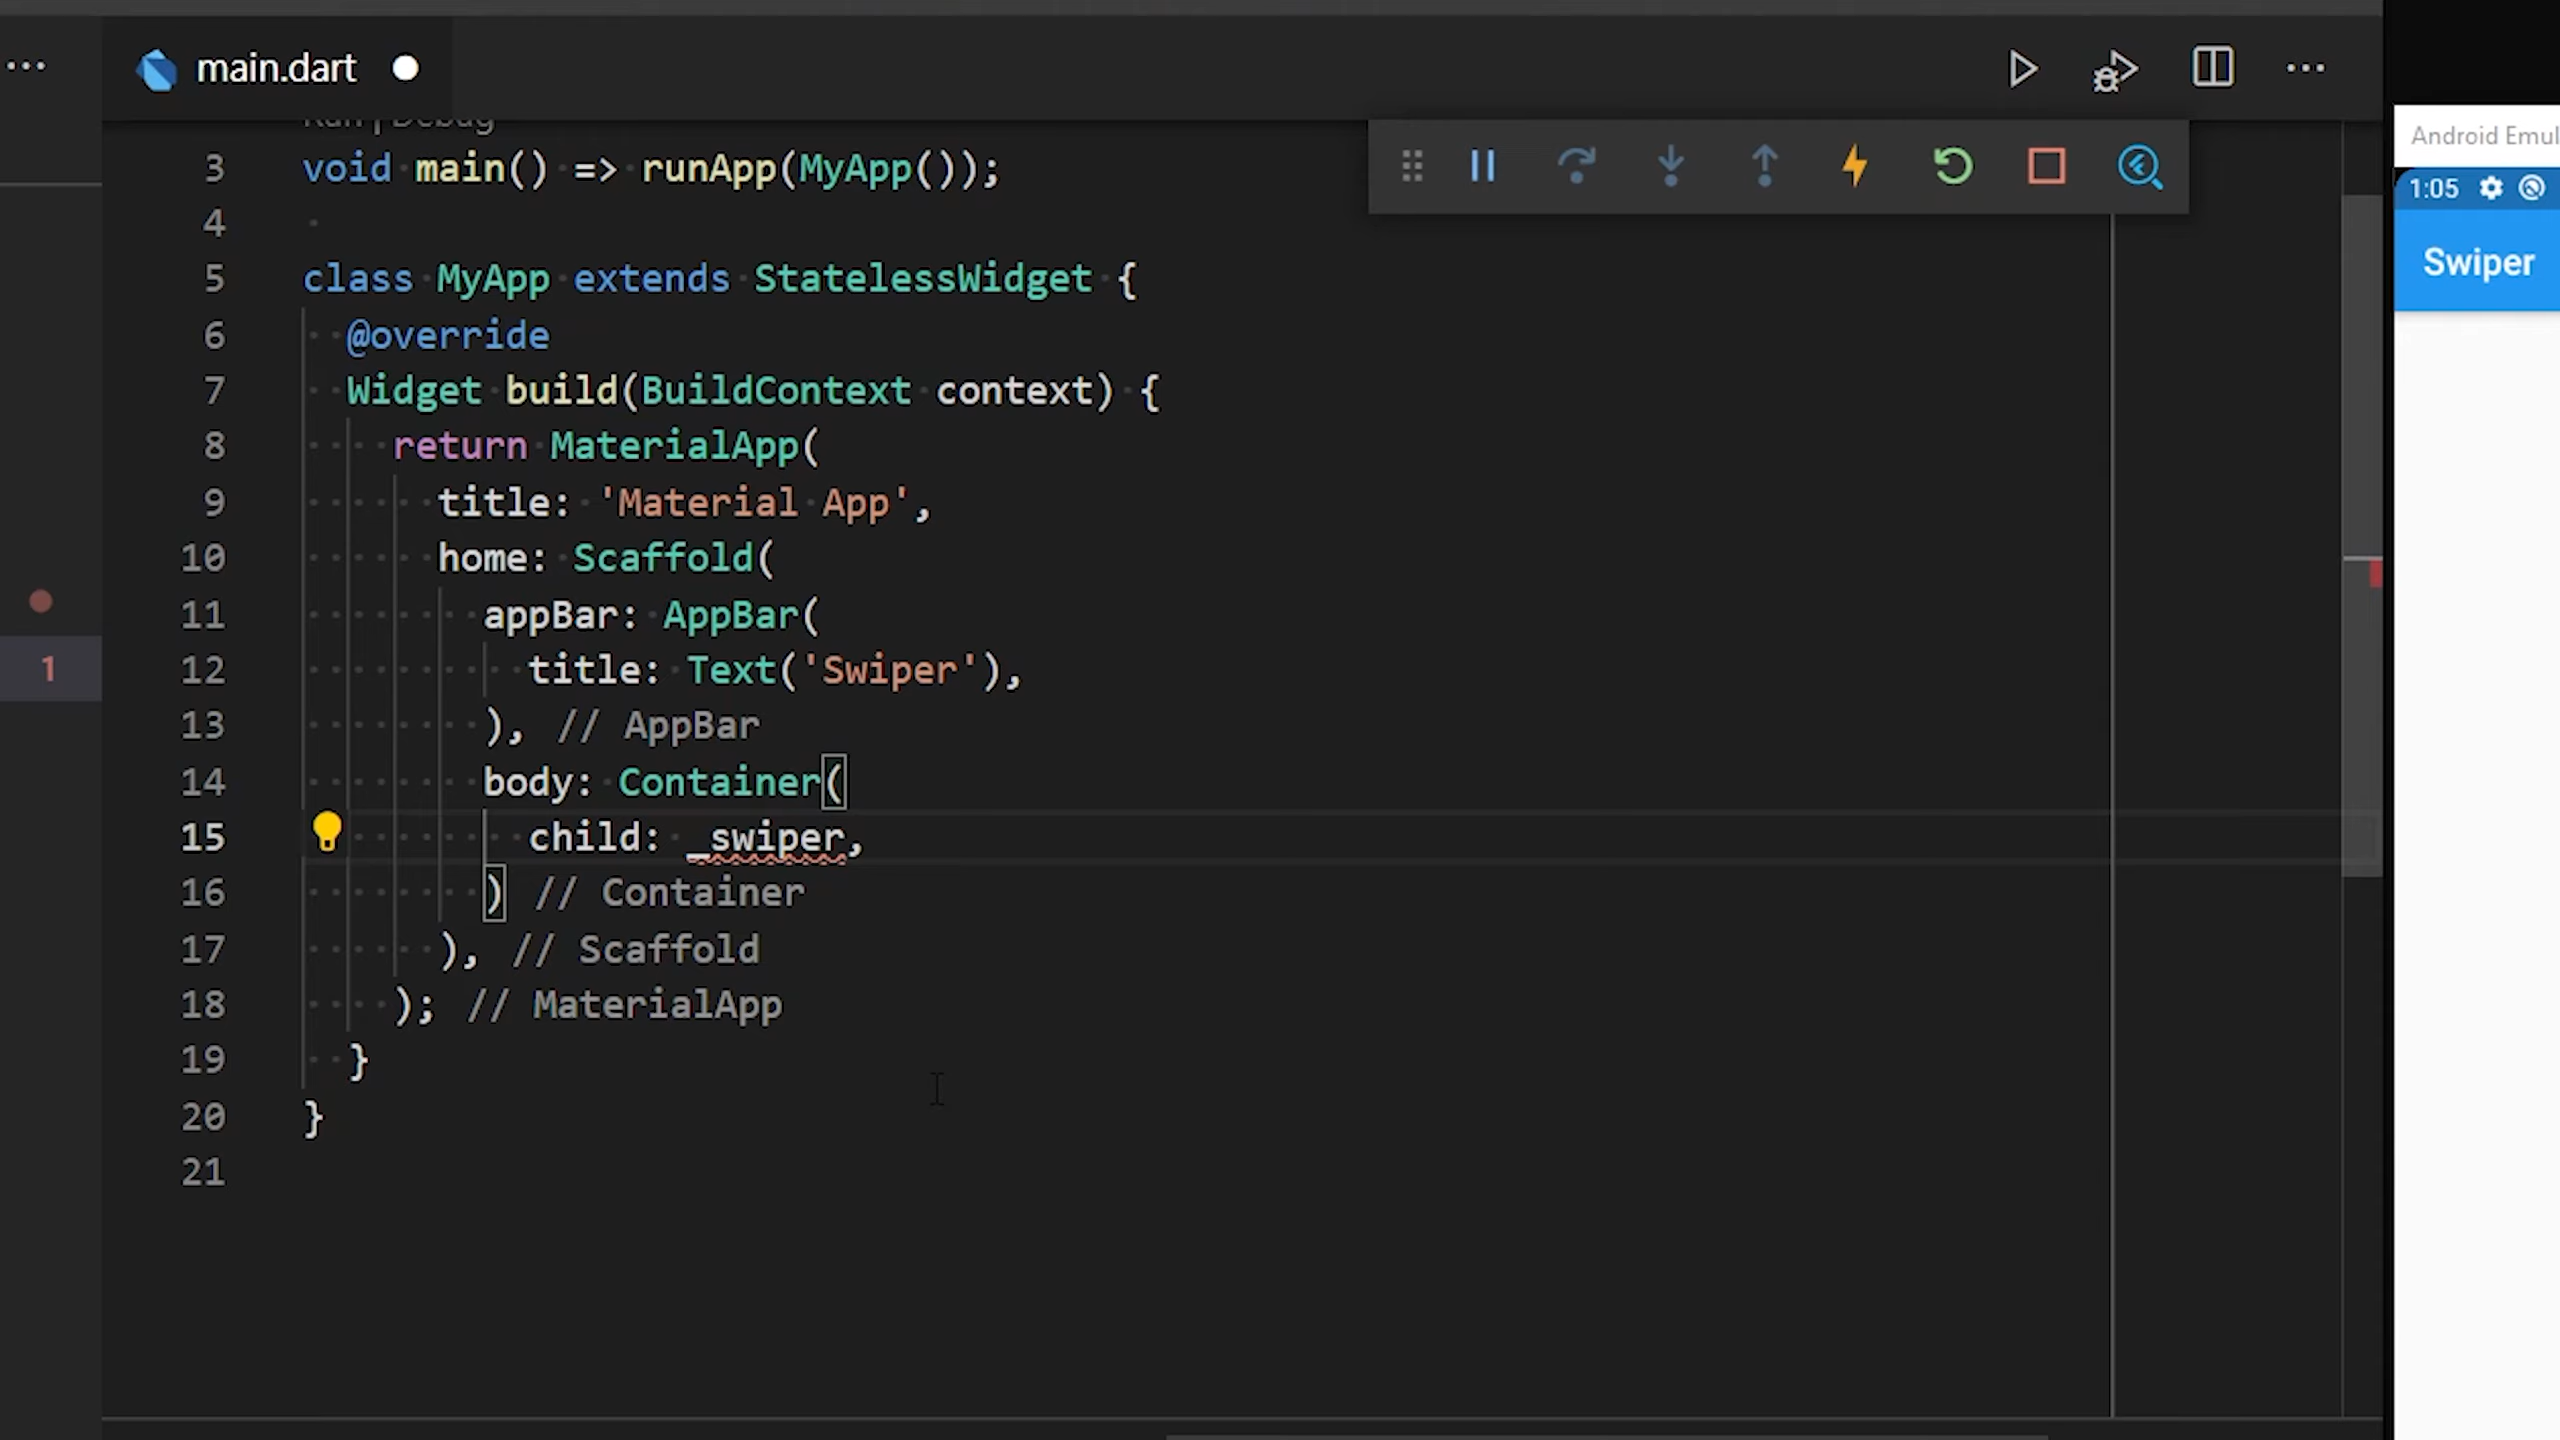 main.dart
Run | Debug
3 void main() => runApp(MyApp());
4
5 class MyApp extends StatelessWidget {
6 @override
7 Widget build(BuildContext context) {
8 return MaterialApp(
9 title: 'Material App',
10 home: Scaffold(
11 appBar: AppBar(
12 title: Text('Swiper'),
13 ), // AppBar
14 body: Container(
15 child: _swiper,
16 ) // Container
17 ), // Scaffold
18 ); // MaterialApp
19 }
20 }
21
1
Android Emul
1:05
Swiper